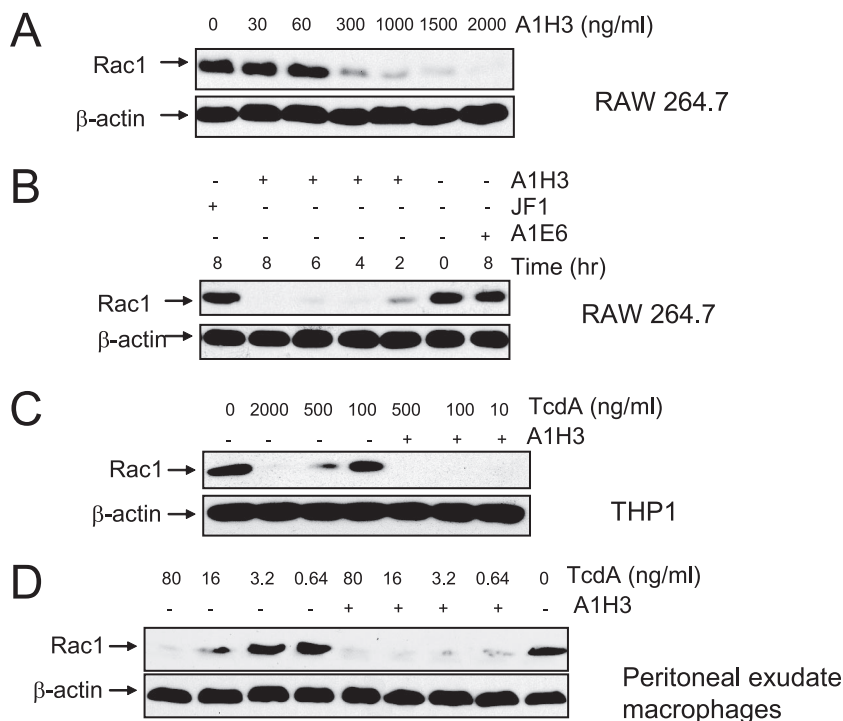 A
0 30 60 300 1000 1500 2000 A1H3 (ng/ml)
Rac1
β-actin
RAW 264.7
B
- + + + + - - A1H3
+ - - - - - - JF1
- - - - - - + A1E6
8 8 6 4 2 0 8 Time (hr)
Rac1
β-actin
RAW 264.7
C
0 2000 500 100 500 100 10 TcdA (ng/ml)
- - - - + + + A1H3
Rac1
β-actin
THP1
D
80 16 3.2 0.64 80 16 3.2 0.64 0 TcdA (ng/ml)
- - - - + + + + - A1H3
Rac1
β-actin
Peritoneal exudate
macrophages